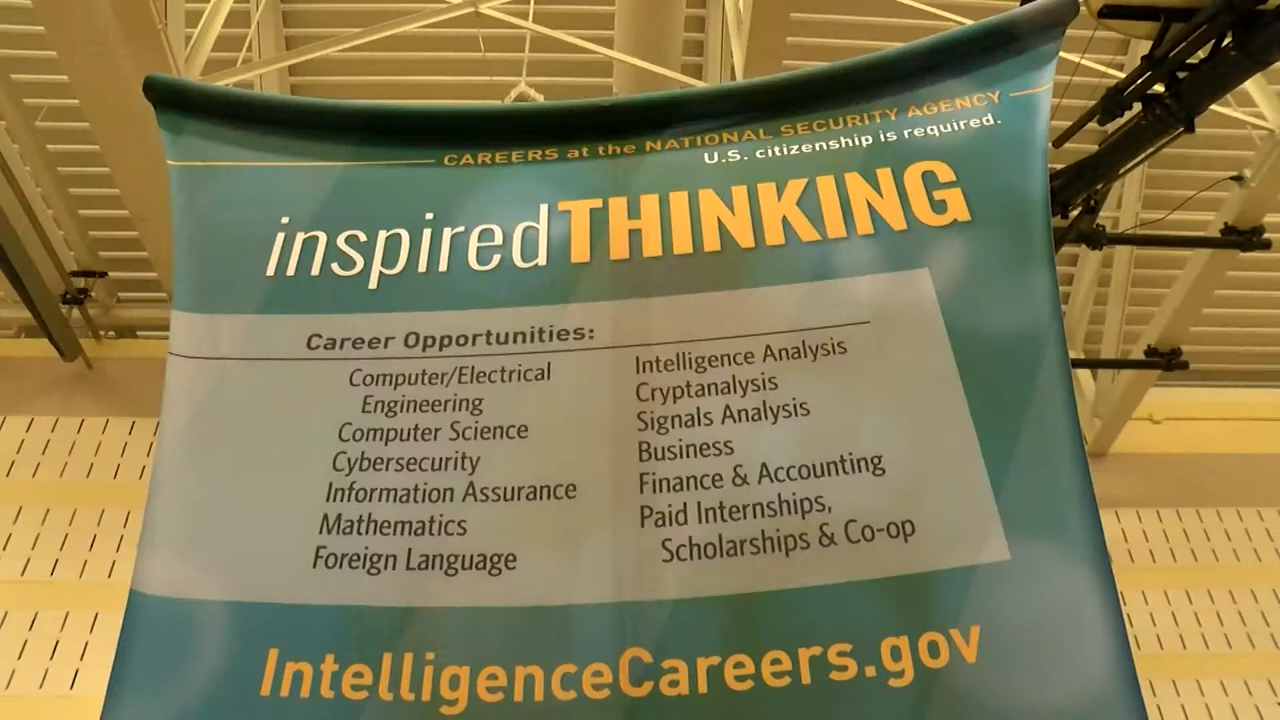 CAREERS at the NATIONAL SECURITY AGENCY
U.S. citizenship is required.
inspiredTHINKING
Career Opportunities:
Computer/Electrical
Engineering
Computer Science
Cybersecurity
Information Assurance
Mathematics
Foreign Language
Intelligence Analysis
Cryptanalysis
Signals Analysis
Business
Finance & Accounting
Paid Internships,
Scholarships & Co-op
IntelligenceCareers.gov